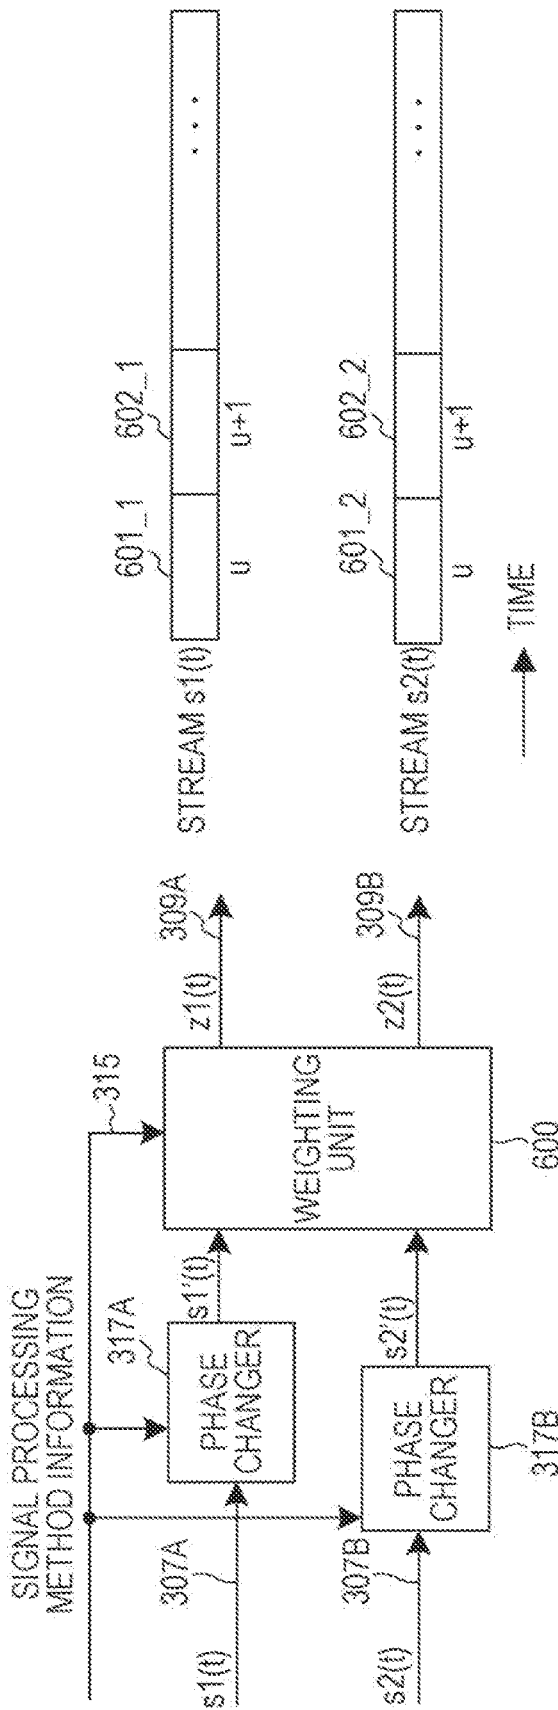 SIGNAL PROCESSING
METHOD INFORMATION
315
317A
s1(t)
307A
PHASE
CHANGER
s1'(t)
WEIGHTING
UNIT
z1(t)
309A
s2(t)
307B
PHASE
CHANGER
s2'(t)
z2(t)
309B
317B
600
601_1
602_1
STREAM s1(t)
. . .
u
u+1
601_2
602_2
STREAM s2(t)
. . .
u
u+1
TIME